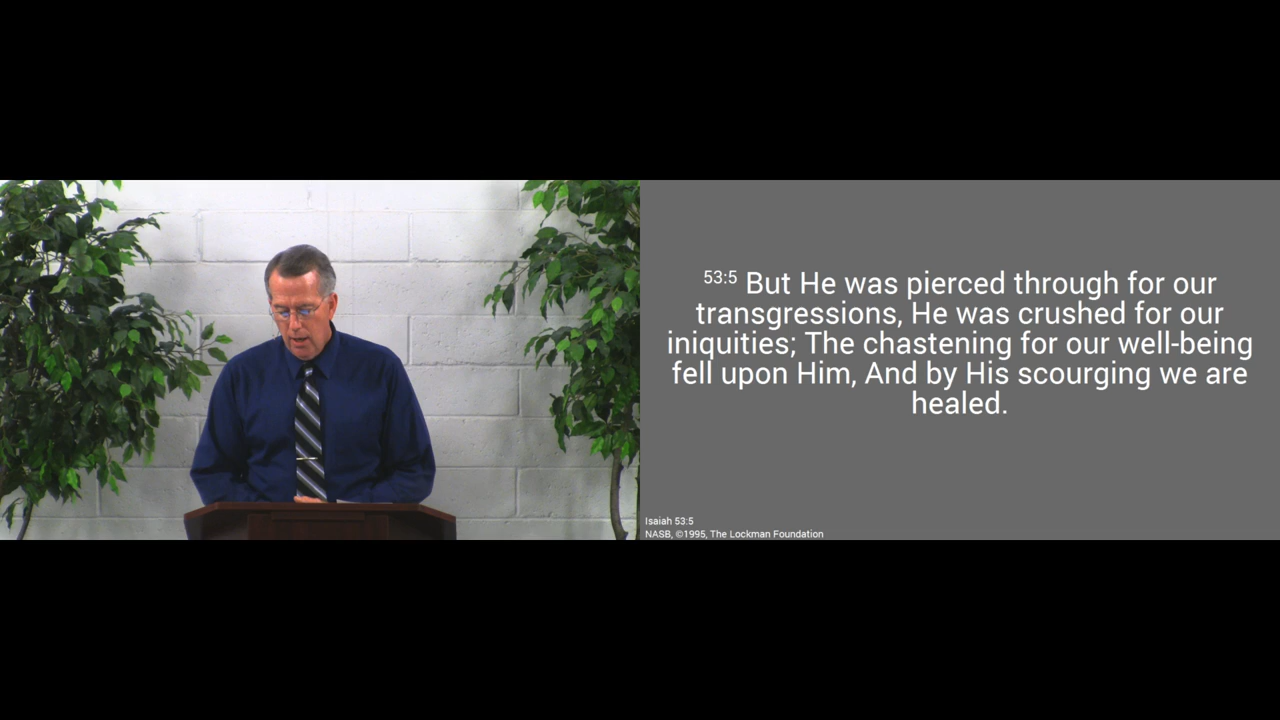 53:5 But He was pierced through for our
transgressions, He was crushed for our
iniquities; The chastening for our well-being
fell upon Him, And by His scourging we are
healed.
Isaiah 53:5
NASB, ©1995, The Lockman Foundation